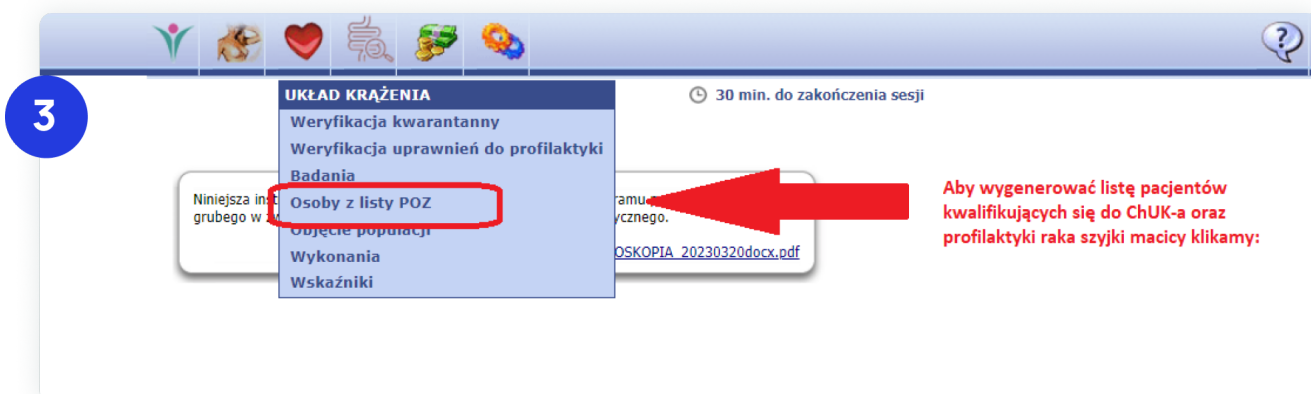 3
UKŁAD KRĄŻENIA
30 min. do zakończenia sesji
Weryfikacja kwarantanny
Weryfikacja uprawnień do profilaktyki
Badania
Osoby z listy POZ
Objęcie populacji
Wykonania
Wskaźniki
Niniejsza
ramu
grubego w
ycznego.
OSKOPIA_20230320docx.pdf
Aby wygenerować listę pacjentów
kwalifikujących się do ChUK-a oraz
profilaktyki raka szyjki macicy klikamy:
?